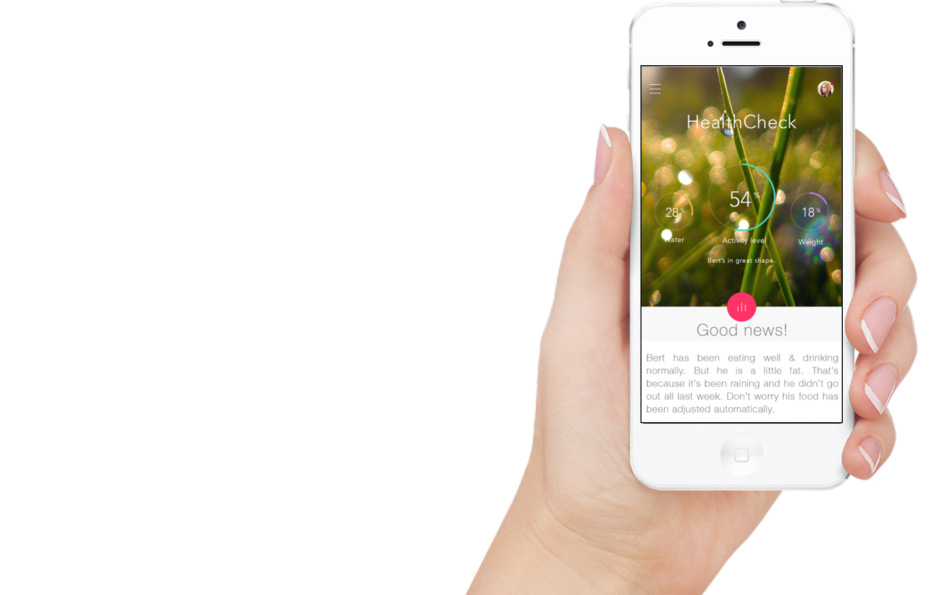 HealthCheck
54 %
28 %
18 %
Water
Activity level
Weight
Bert's in great shape.
Good news!
Bert has been eating well & drinking
normally. But he is a little fat. That's
because it's been raining and he didn't go
out all last week. Don't worry his food has
been adjusted automatically.